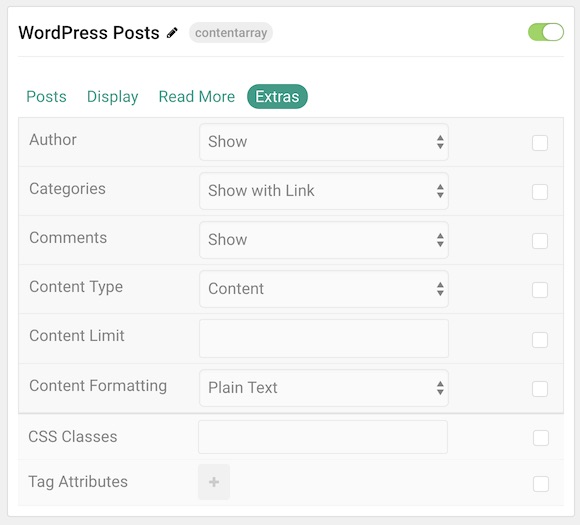 WordPress Posts contentarray
Posts Display Read More Extras
Author Show
Categories Show with Link
Comments Show
Content Type Content
Content Limit
Content Formatting Plain Text
CSS Classes
Tag Attributes +